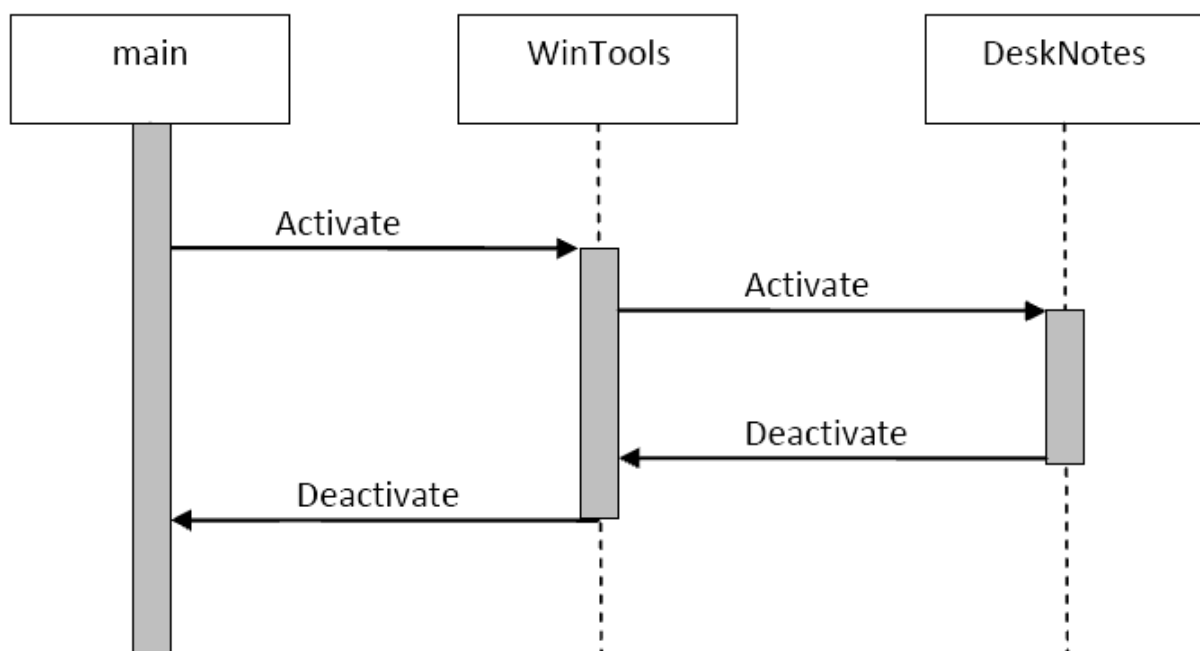 main
WinTools
DeskNotes
Activate
Activate
Deactivate
Deactivate